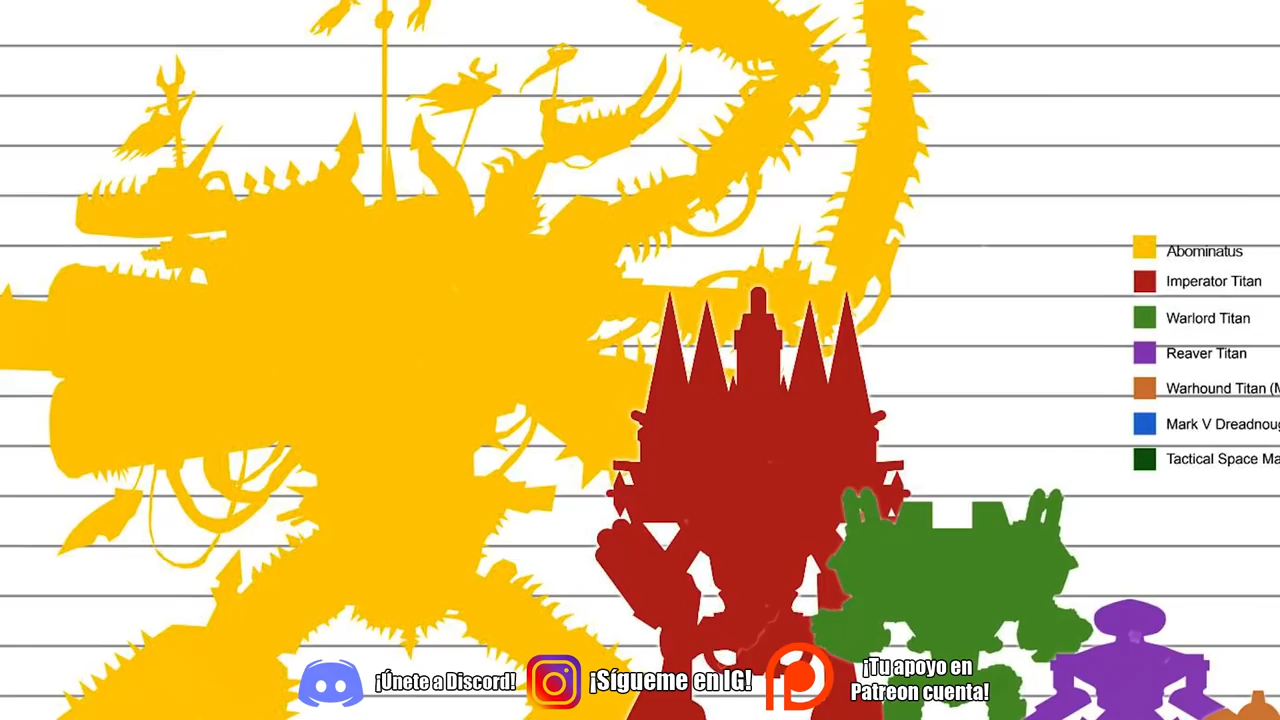 Abominatus
Imperator Titan
Warlord Titan
Reaver Titan
Warhound Titan (M
Mark V Dreadnoug
Tactical Space Ma
¡Únete a Discord!
¡Sígueme en IG!
¡Tu apoyo en
Patreon cuenta!